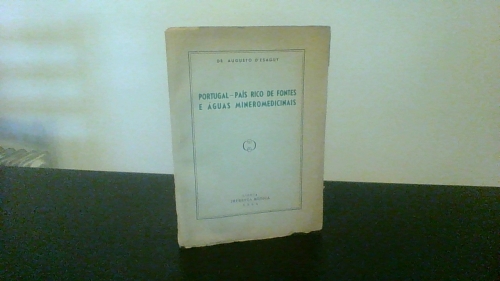 DR. AUGUSTO D'ESAGUY
PORTUGAL - PAÍS RICO DE FONTES
E ÁGUAS MINEROMEDICINAIS